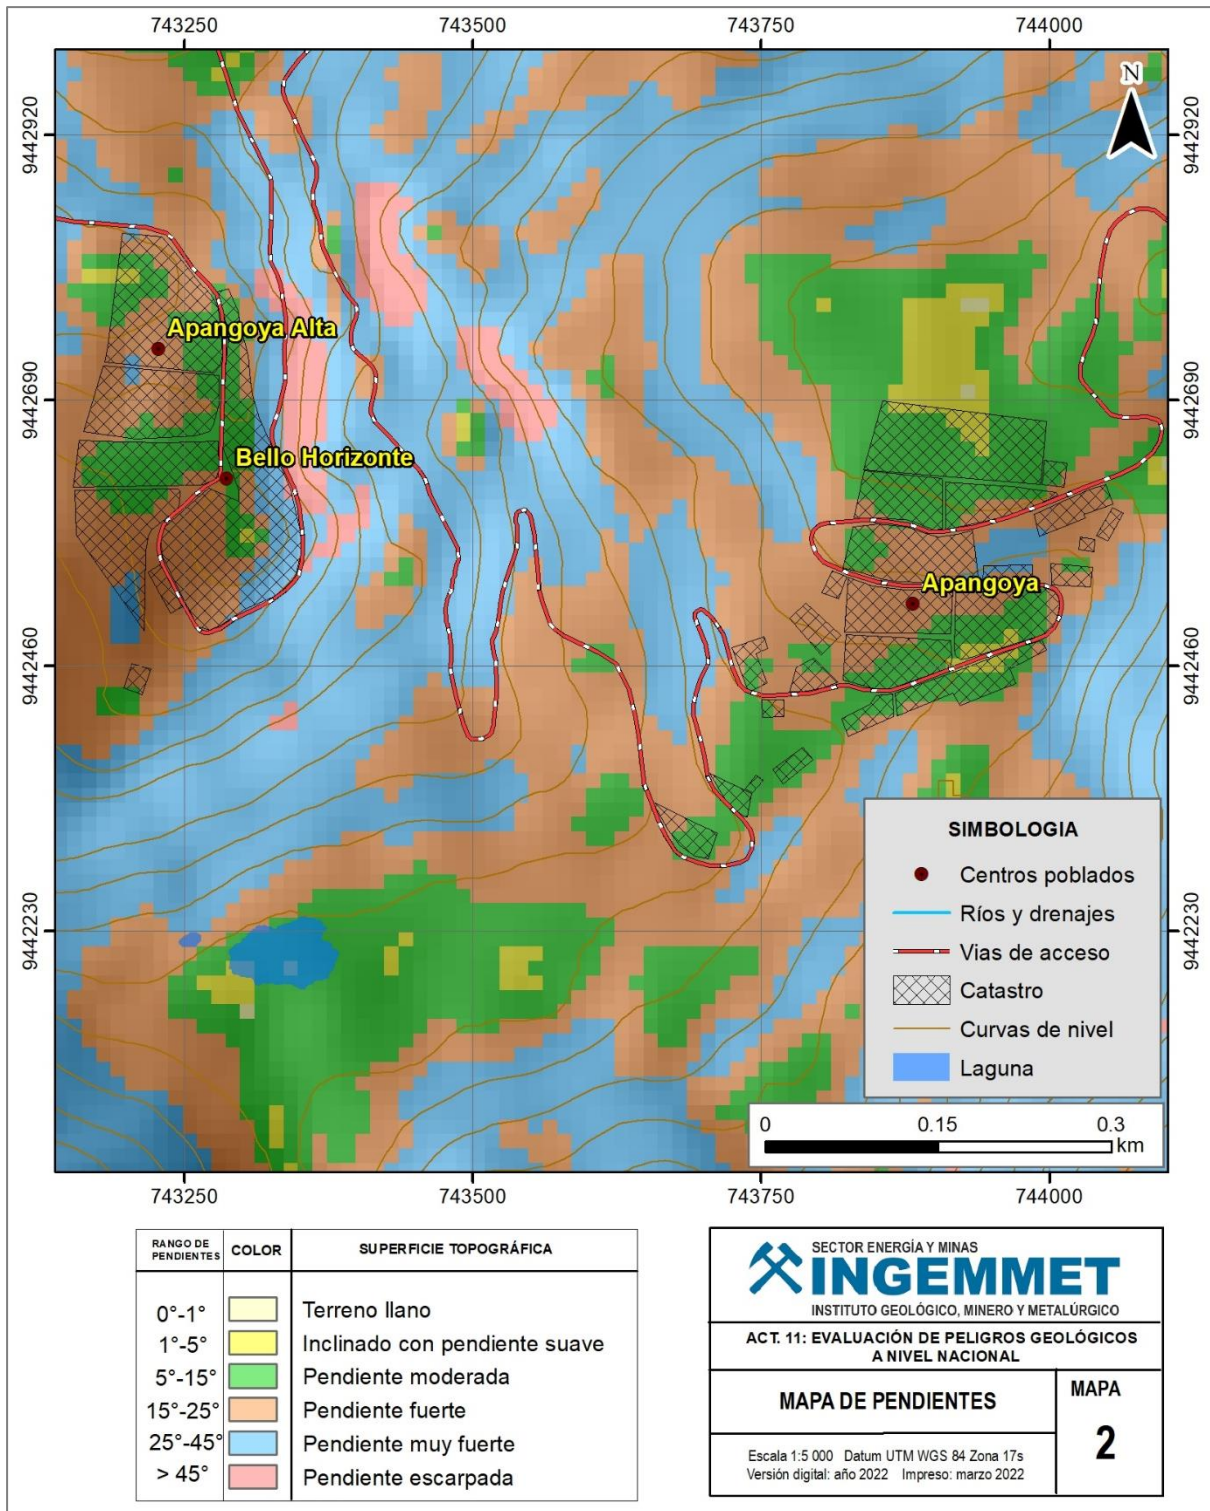 743250 743500 743750 744000
N
9442920 9442920
Apangoya Alta
9442690 9442690
Bello Horizonte
Apangoya
9442460 9442460
SIMBOLOGIA
Centros poblados
Ríos y drenajes
Vias de acceso
Catastro
Curvas de nivel
Laguna
9442230 9442230
0 0.15 0.3
km
743250 743500 743750 744000
RANGO DE PENDIENTES COLOR SUPERFICIE TOPOGRÁFICA
0°-1° Terreno llano
1°-5° Inclinado con pendiente suave
5°-15° Pendiente moderada
15°-25° Pendiente fuerte
25°-45° Pendiente muy fuerte
> 45° Pendiente escarpada
SECTOR ENERGÍA Y MINAS
INGEMMET
INSTITUTO GEOLÓGICO, MINERO Y METALÚRGICO
ACT. 11: EVALUACIÓN DE PELIGROS GEOLÓGICOS
A NIVEL NACIONAL
MAPA DE PENDIENTES
MAPA
2
Escala 1:5 000 Datum UTM WGS 84 Zona 17s
Versión digital: año 2022 Impreso: marzo 2022